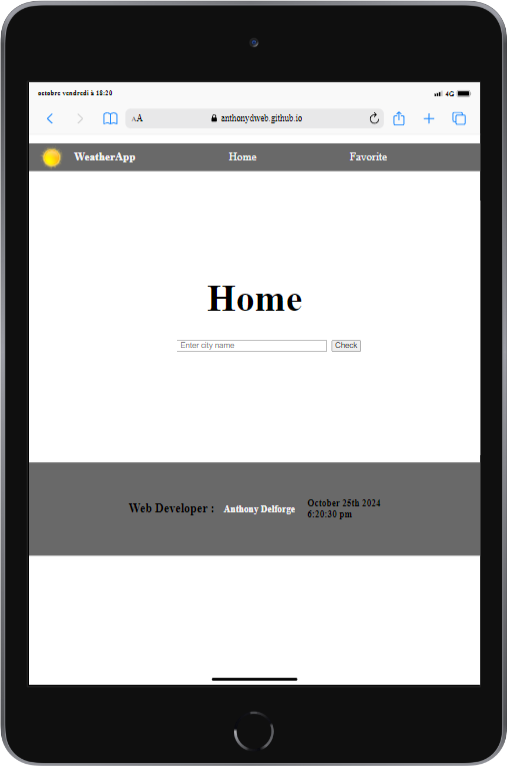 octobre vendredi à 18:20
4G
AA
anthonydweb.github.io
WeatherApp Home Favorite
Home
Enter city name Check
Web Developer : Anthony Delforge
October 25th 2024
6:20:30 pm